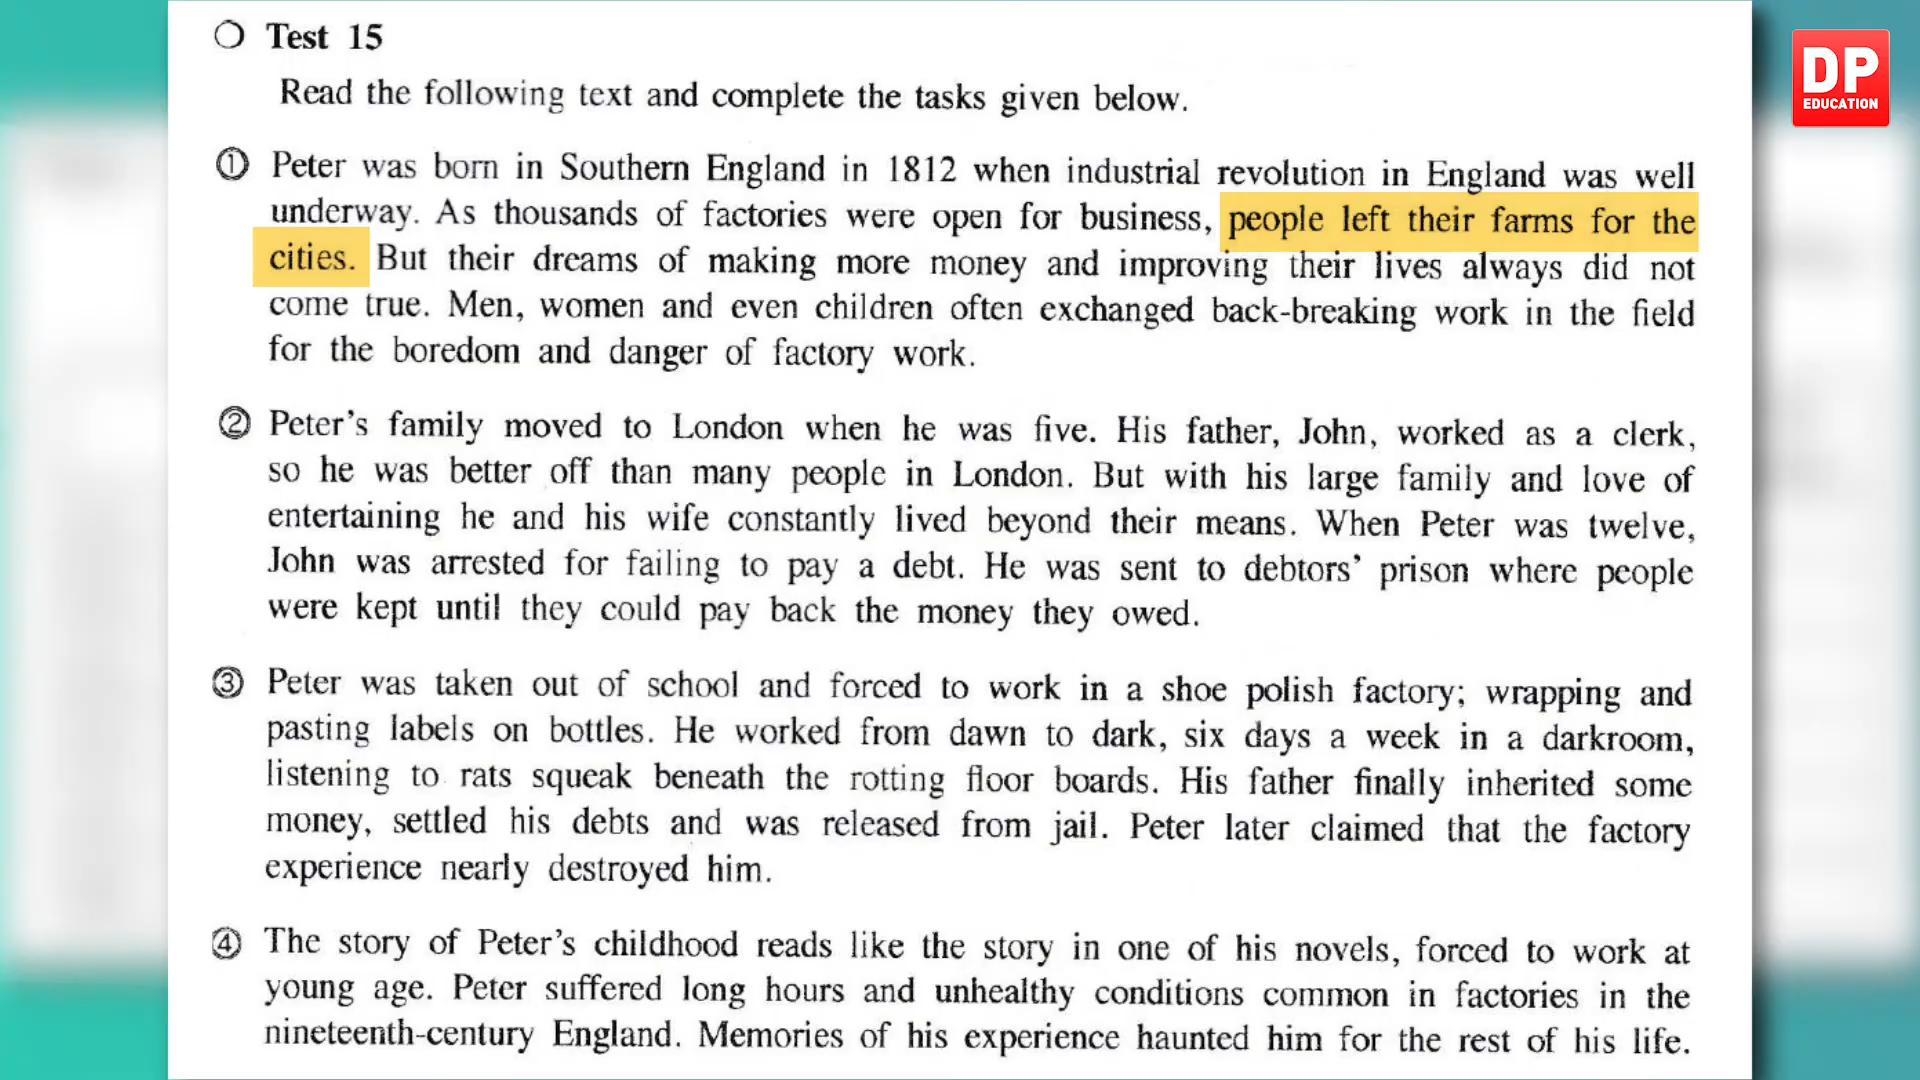 Test 15
DP
EDUCATION
Read the following text and complete the tasks given below.
① Peter was born in Southern England in 1812 when industrial revolution in England was well
underway. As thousands of factories were open for business, people left their farms for the
cities. But their dreams of making more money and improving their lives always did not
come true. Men, women and even children often exchanged back-breaking work in the field
for the boredom and danger of factory work.
② Peter's family moved to London when he was five. His father, John, worked as a clerk,
so he was better off than many people in London. But with his large family and love of
entertaining he and his wife constantly lived beyond their means. When Peter was twelve,
John was arrested for failing to pay a debt. He was sent to debtors' prison where people
were kept until they could pay back the money they owed.
③ Peter was taken out of school and forced to work in a shoe polish factory; wrapping and
pasting labels on bottles. He worked from dawn to dark, six days a week in a darkroom,
listening to rats squeak beneath the rotting floor boards. His father finally inherited some
money, settled his debts and was released from jail. Peter later claimed that the factory
experience nearly destroyed him.
④ The story of Peter's childhood reads like the story in one of his novels, forced to work at
young age. Peter suffered long hours and unhealthy conditions common in factories in the
nineteenth-century England. Memories of his experience haunted him for the rest of his life.